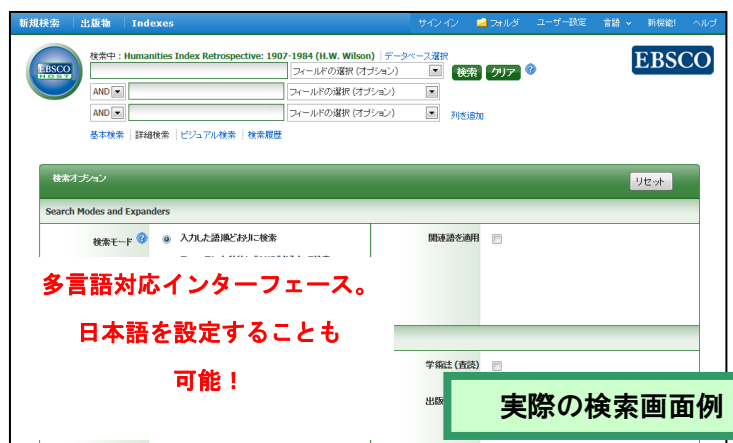 新規検索 出版物 Indexes サインイン フォルダ ユーザー設定 言語 新機能! ヘルプ
検索中 : Humanities Index Retrospective: 1907-1984 (H.W. Wilson) データベース選択
EBSCO HOST
フィールドの選択 (オプション) 検索 クリア
EBSCO
AND フィールドの選択 (オプション)
AND フィールドの選択 (オプション) 列を追加
基本検索 詳細検索 ビジュアル検索 検索履歴
検索オプション リセット
Search Modes and Expanders
検索モード 入力した語順どおりに検索 関連語を適用
多言語対応インターフェース。
日本語を設定することも
可能！
学術誌 (査読)
出版
実際の検索画面例